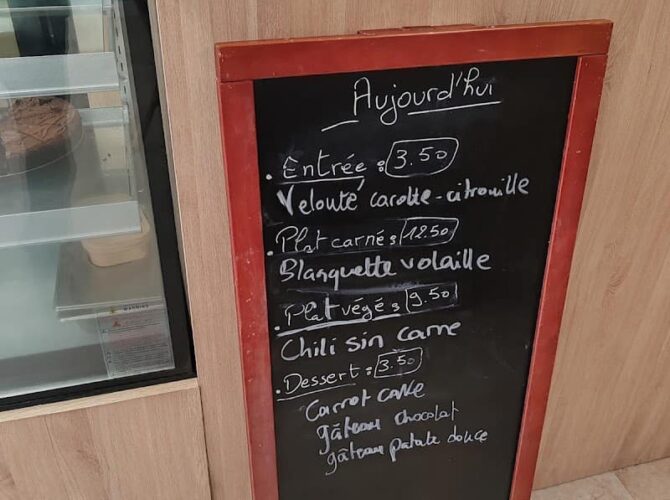 Aujourd'hui
. Entrée : 3.50
Velouté carotte-citrouille
. Plat carné : 12.50
Blanquette volaille
. Plat végé : 9.50
Chili sin carne
. Dessert : 3.50
Carrot cake
gâteau chocolat
gâteau patate douce